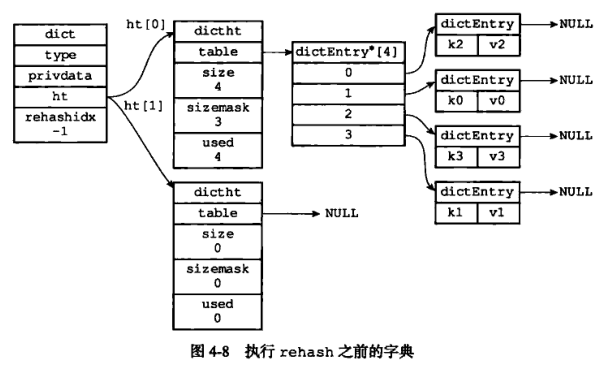 dict
type
privdata
ht
rehashidx
-1
ht[0]
ht[1]
dictht
table
size
4
sizemask
3
used
4
dictht
table
size
0
sizemask
0
used
0
NULL
dictEntry*[4]
0
1
2
3
dictEntry
k2 v2
NULL
dictEntry
k0 v0
NULL
dictEntry
k3 v3
NULL
dictEntry
k1 v1
NULL
图 4-8 执行 rehash 之前的字典